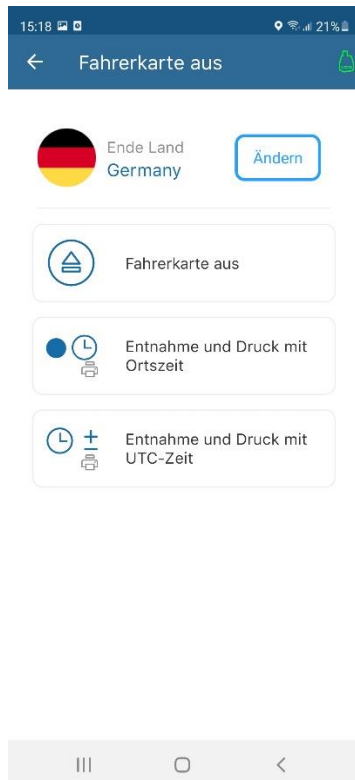 15:18 21%
Fahrerkarte aus
Ende Land
Germany
Ändern
Fahrerkarte aus
Entnahme und Druck mit
Ortszeit
Entnahme und Druck mit
UTC-Zeit